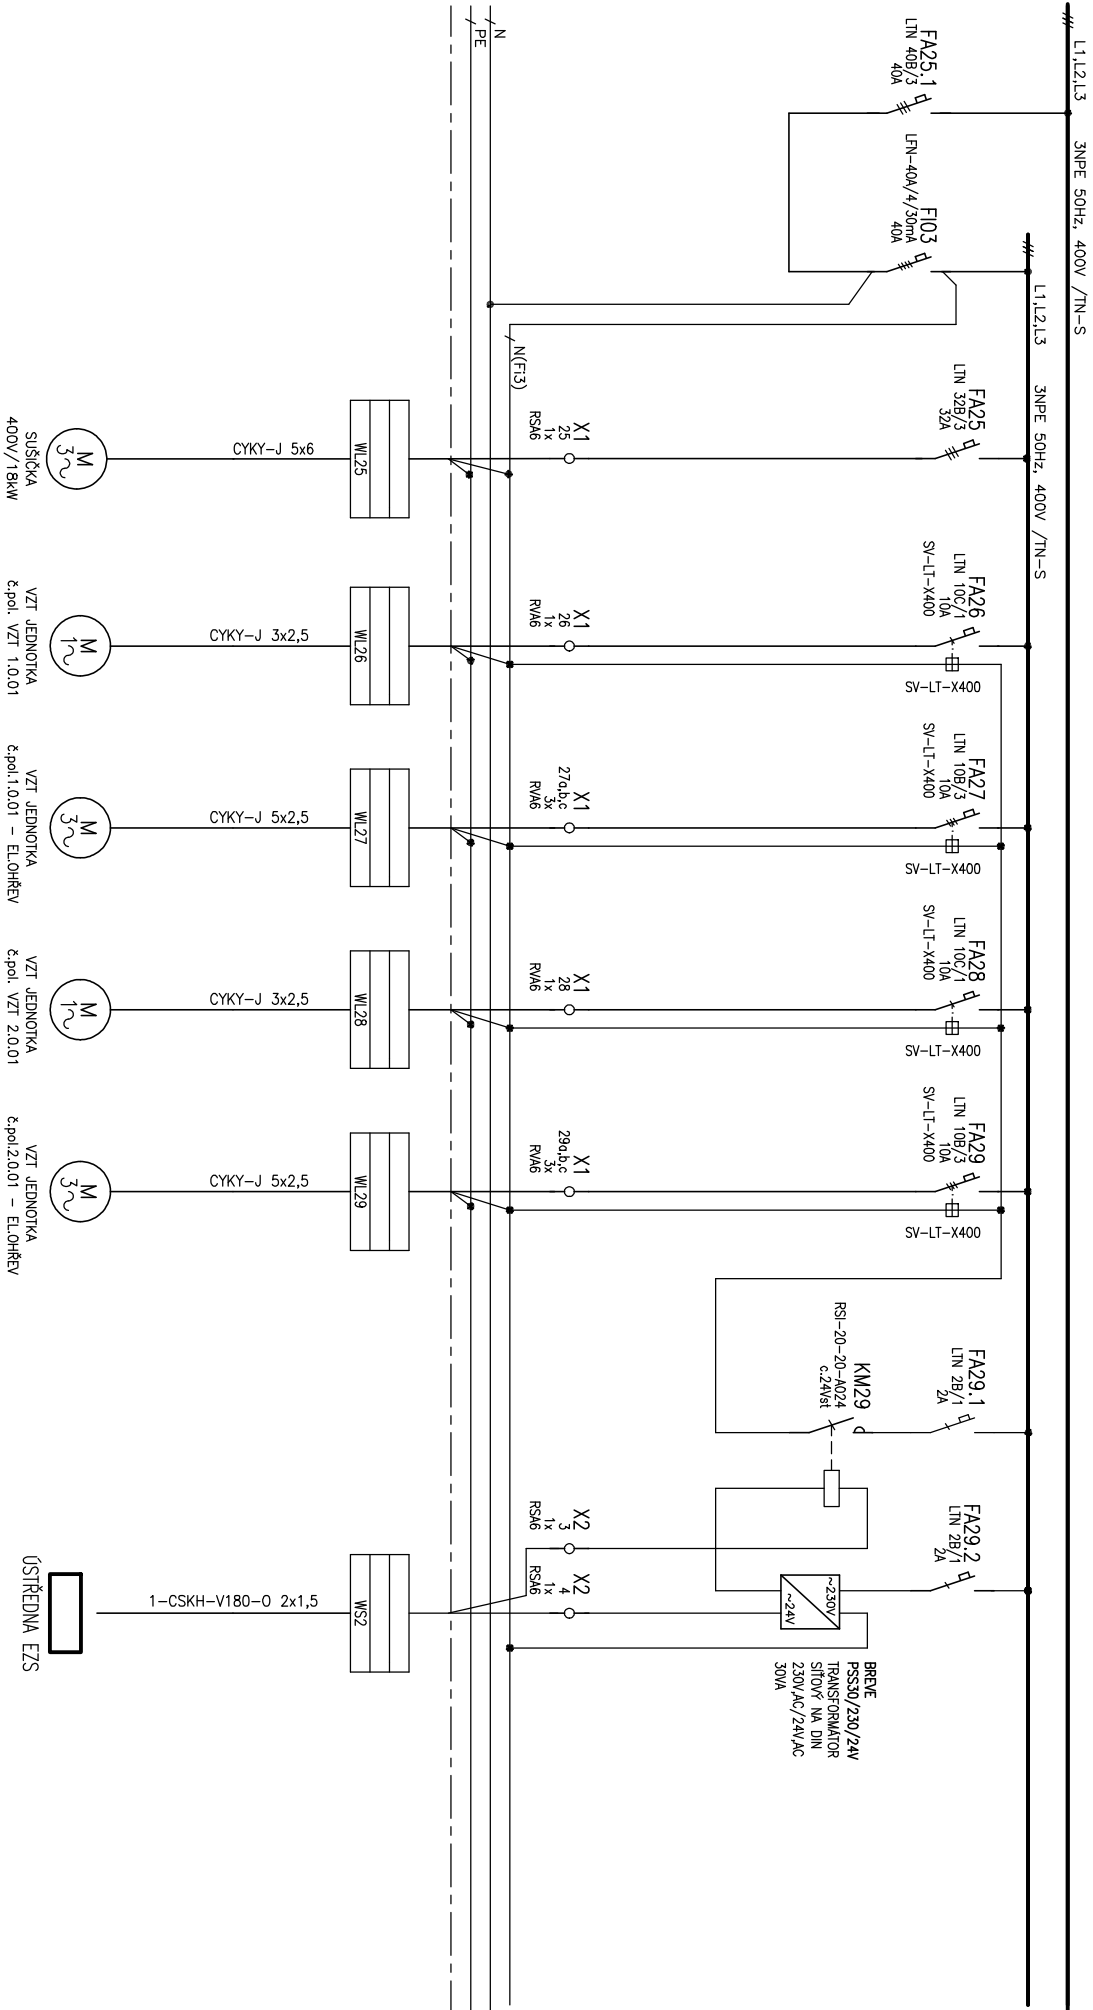 L1,L2,L3
3NPE 50Hz, 400V /TN-S
FA25.1
LTN 40B/3
40A
FI03
LFN-40A/4/30mA
40A
L1,L2,L3
3NPE 50Hz, 400V /TN-S
FA25
LTN 32B/3
32A
FA26
LTN 10C/1
10A
SV-LT-X400
SV-LT-X400
FA27
LTN 10B/3
10A
SV-LT-X400
SV-LT-X400
FA28
LTN 10C/1
10A
SV-LT-X400
SV-LT-X400
FA29
LTN 10B/3
10A
SV-LT-X400
SV-LT-X400
FA29.1
LTN 2B/1
2A
FA29.2
LTN 2B/1
2A
KM29
RSI-20-20-A024
c.24Vst
~230V
~24V
BREVE
PSS30/230/24V
TRANSFORMÁTOR
SÍŤOVÝ NA DIN
230V,AC/24V,AC
30VA
N
PE
N(Fi3)
X1
25
1x
RSA6
X1
26
1x
RVA6
X1
27a,b,c
3x
RVA6
X1
28
1x
RVA6
X1
29a,b,c
3x
RVA6
X2
3
1x
RSA6
X2
4
1x
RSA6
WL25
WL26
WL27
WL28
WL29
WS2
CYKY-J 5x6
CYKY-J 3x2,5
CYKY-J 5x2,5
CYKY-J 3x2,5
CYKY-J 5x2,5
1-CSKH-V180-O 2x1,5
M
3~
M
1~
M
3~
M
1~
M
3~
SUŠIČKA
400V/18kW
VZT JEDNOTKA
č.pol. VZT 1.0.01
VZT JEDNOTKA
č.pol.1.0.01 - EL.OHŘEV
VZT JEDNOTKA
č.pol. VZT 2.0.01
VZT JEDNOTKA
č.pol.2.0.01 - EL.OHŘEV
ÚSTŘEDNA EZS